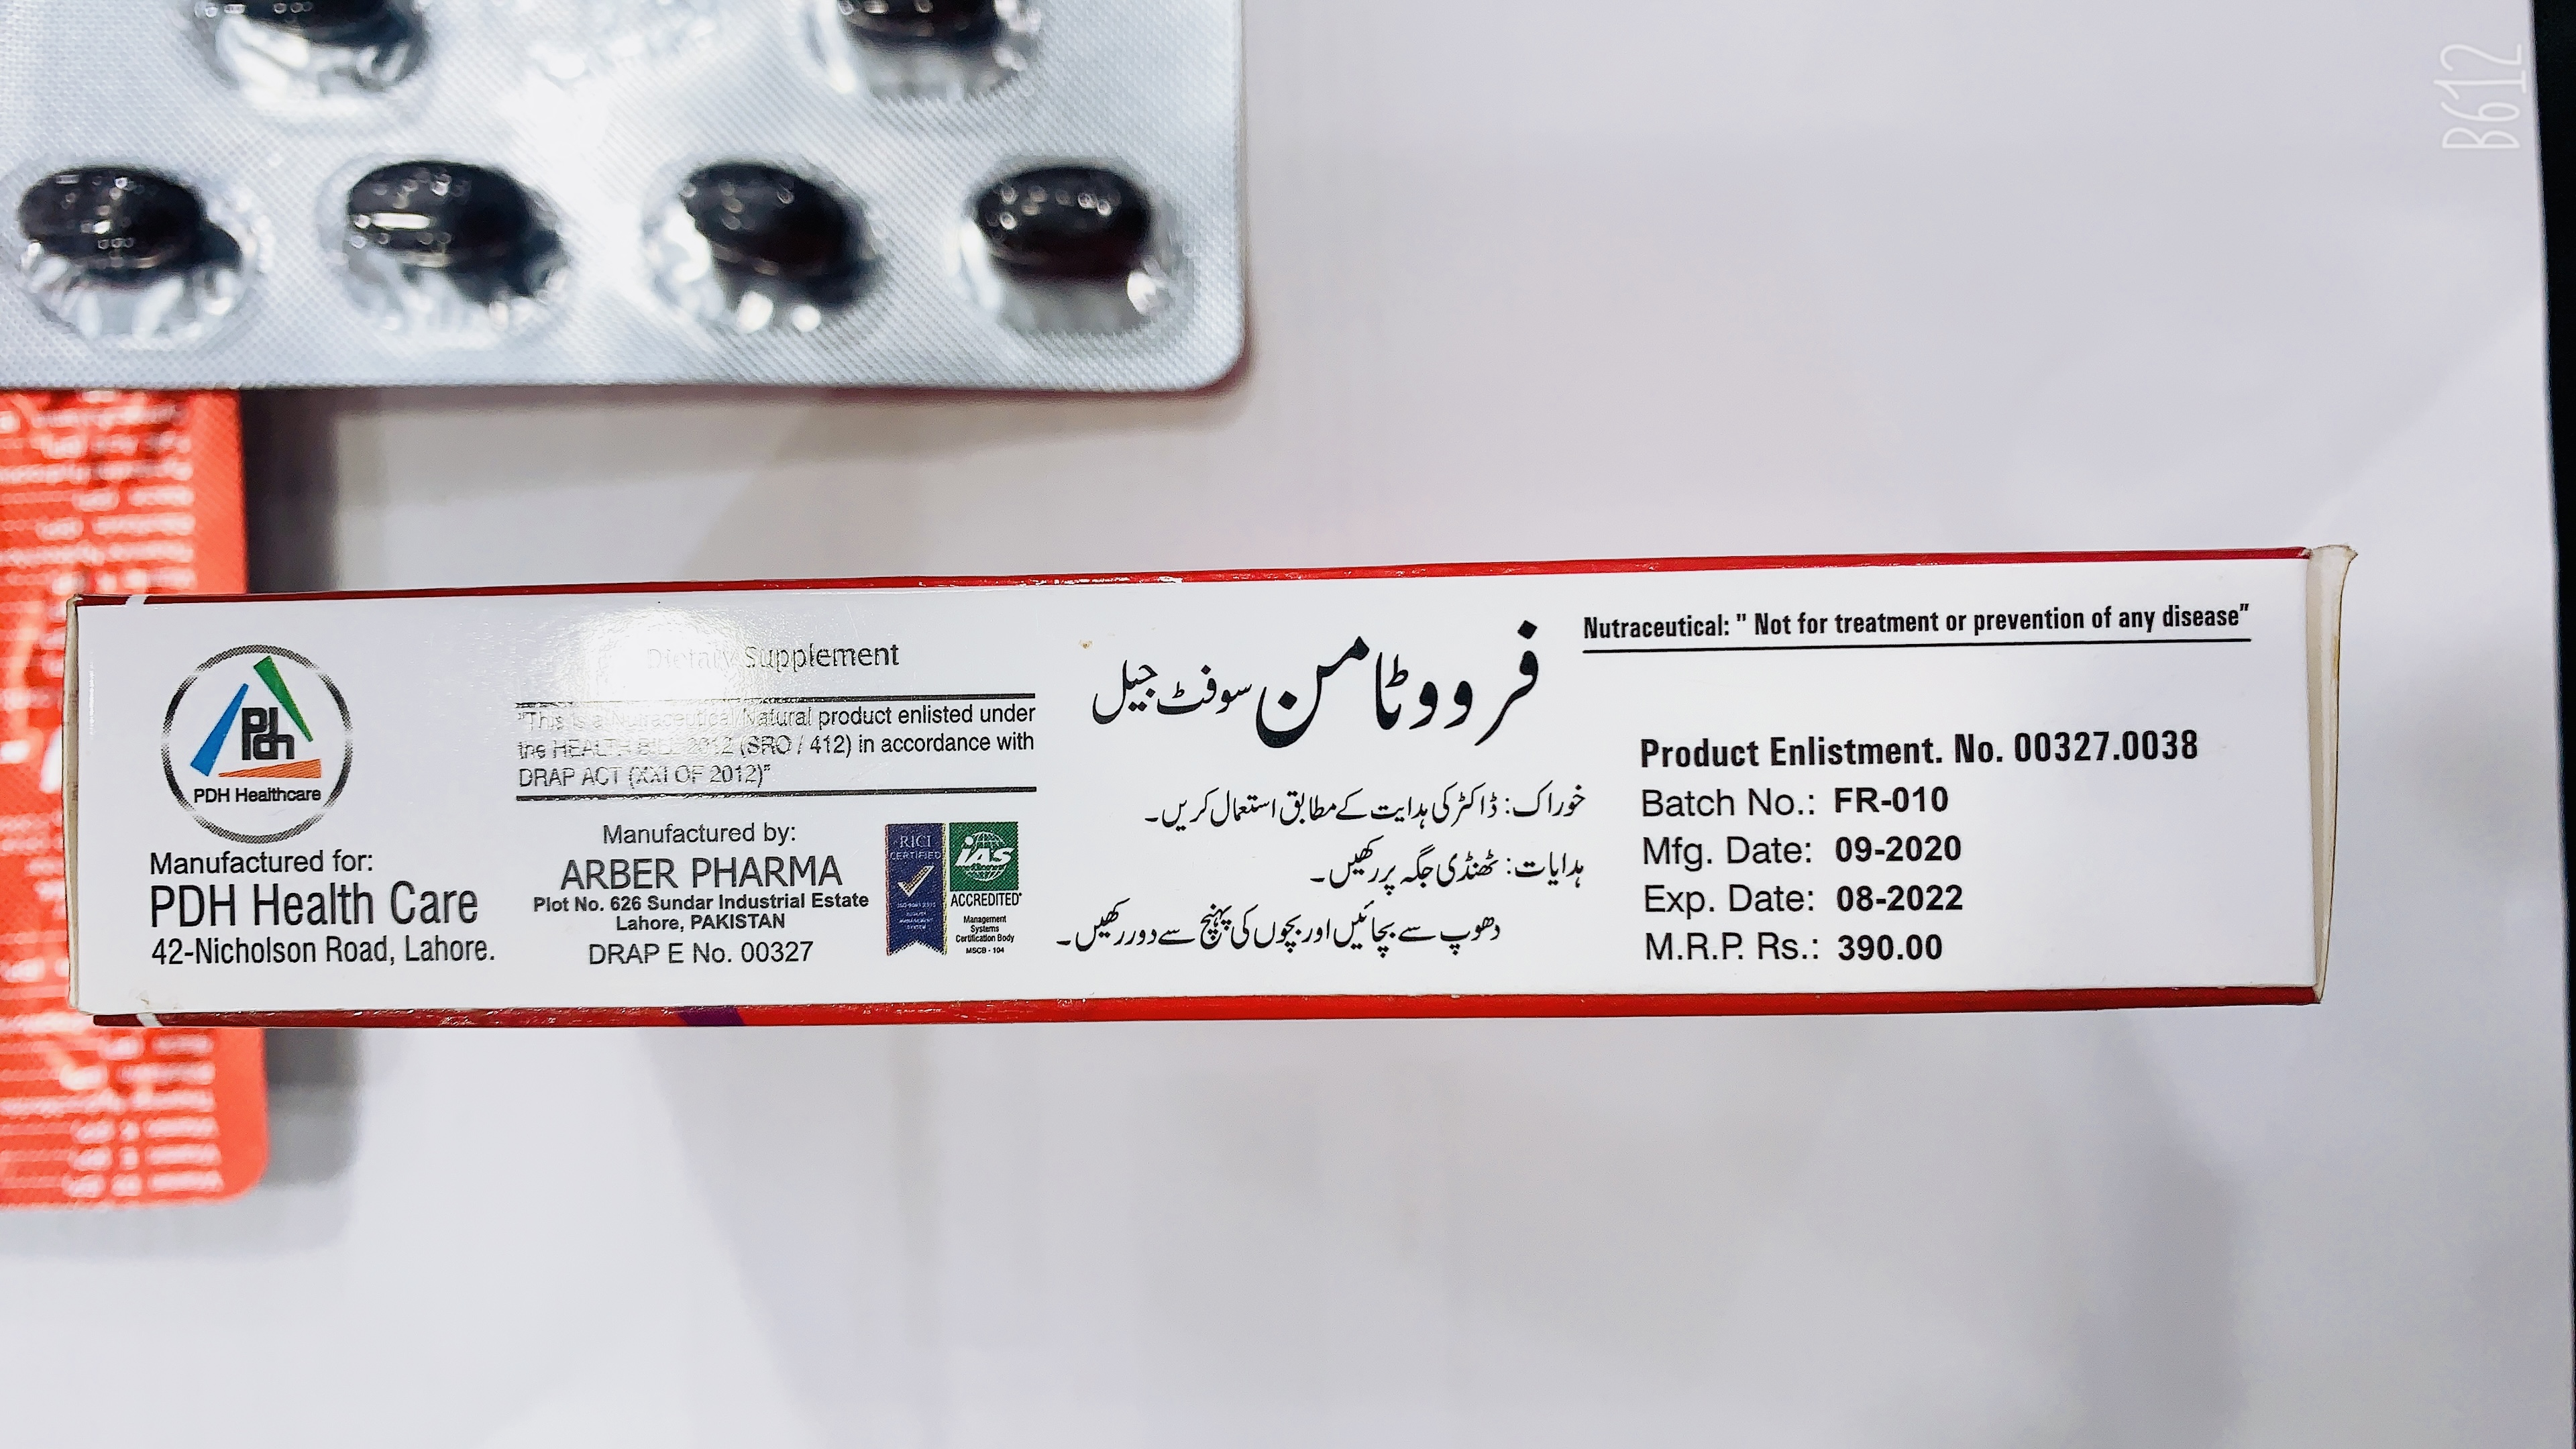 B612
Pdh
PDH Healthcare
Manufactured for:
PDH Health Care
42-Nicholson Road, Lahore.
Dietary Supplement
"This is a Nutraceutical/Natural product enlisted under
the HEALTH BILL 2012 (SRO / 412) in accordance with
DRAP ACT (XXI OF 2012)"
Manufactured by:
ARBER PHARMA
Plot No. 626 Sundar Industrial Estate
Lahore, PAKISTAN
DRAP E No. 00327
RICI
CERTIFIED
IAS
ACCREDITED
Management
Systems
Certification Body
MSCB - 104
فرووٹامن سوفٹ جیل
خوراک: ڈاکٹر کی ہدایت کے مطابق استعمال کریں۔
ہدایات: ٹھنڈی جگہ پر رکھیں۔
دھوپ سے بچائیں اور بچوں کی پہنچ سے دور رکھیں۔
Nutraceutical: " Not for treatment or prevention of any disease"
Product Enlistment. No. 00327.0038
Batch No.: FR-010
Mfg. Date: 09-2020
Exp. Date: 08-2022
M.R.P. Rs.: 390.00